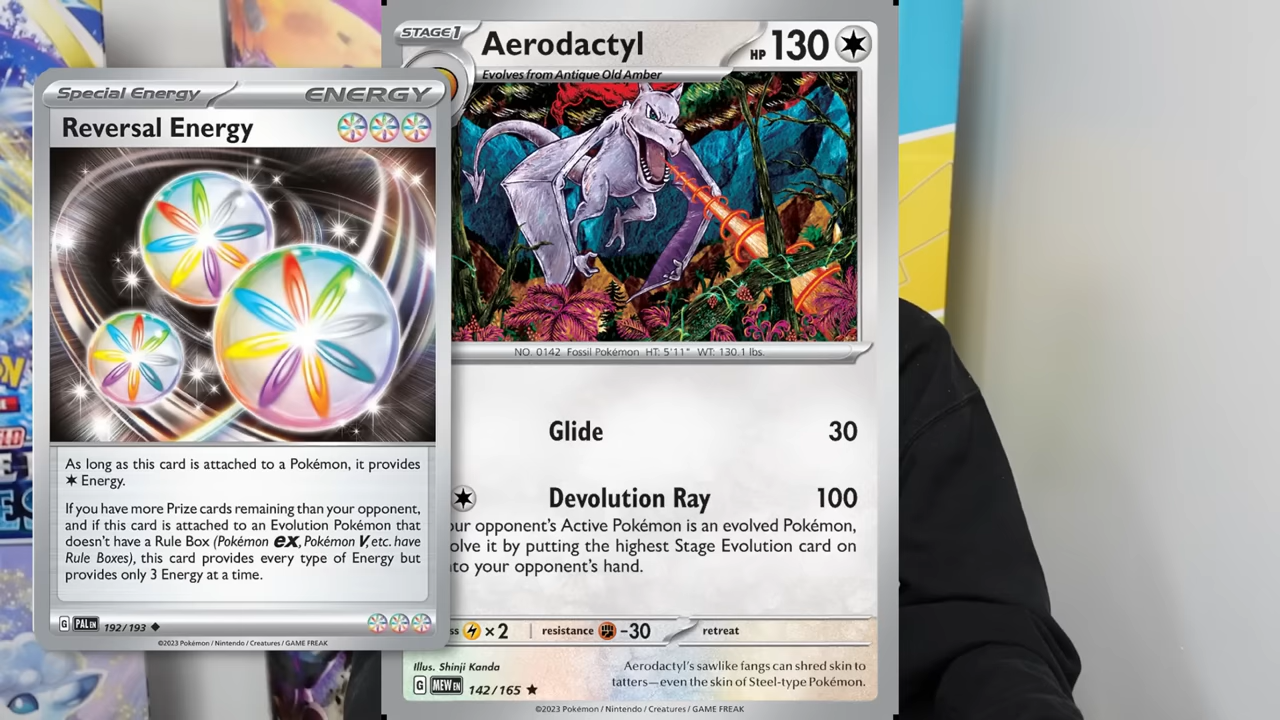 Special Energy
ENERGY
Reversal Energy
As long as this card is attached to a Pokémon, it provides
Energy.
If you have more Prize cards remaining than your opponent,
and if this card is attached to an Evolution Pokémon that
doesn't have a Rule Box (Pokémon ex, Pokémon V, etc. have
Rule Boxes), this card provides every type of Energy but
provides only 3 Energy at a time.
G PAL EN 192/193
©2023 Pokémon / Nintendo / Creatures / GAME FREAK
STAGE1
Aerodactyl
HP 130
Evolves from Antique Old Amber
NO. 0142 Fossil Pokémon HT: 5'11" WT: 130.1 lbs.
Glide 30
Devolution Ray 100
our opponent's Active Pokémon is an evolved Pokémon,
olve it by putting the highest Stage Evolution card on
to your opponent's hand.
ss ×2 resistance -30 retreat
Illus. Shinji Kanda
G MEW EN 142/165
Aerodactyl's sawlike fangs can shred skin to
tatters—even the skin of Steel-type Pokémon.
©2023 Pokémon / Nintendo / Creatures / GAME FREAK